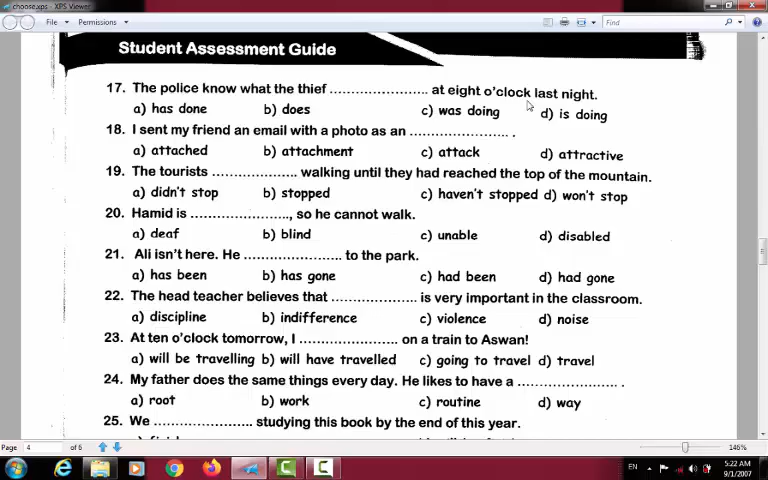 choose.xps - XPS Viewer
File Permissions Find
Student Assessment Guide
17. The police know what the thief ........................... at eight o'clock last night.
a) has done b) does c) was doing d) is doing
18. I sent my friend an email with a photo as an ........................... .
a) attached b) attachment c) attack d) attractive
19. The tourists ....................... walking until they had reached the top of the mountain.
a) didn't stop b) stopped c) haven't stopped d) won't stop
20. Hamid is ..........................., so he cannot walk.
a) deaf b) blind c) unable d) disabled
21. Ali isn't here. He ........................... to the park.
a) has been b) has gone c) had been d) had gone
22. The head teacher believes that ....................... is very important in the classroom.
a) discipline b) indifference c) violence d) noise
23. At ten o'clock tomorrow, I ........................... on a train to Aswan!
a) will be travelling b) will have travelled c) going to travel d) travel
24. My father does the same things every day. He likes to have a ........................... .
a) root b) work c) routine d) way
25. We ........................... studying this book by the end of this year.
Page 4 of 6 146%
EN 5:22 AM
9/1/2007